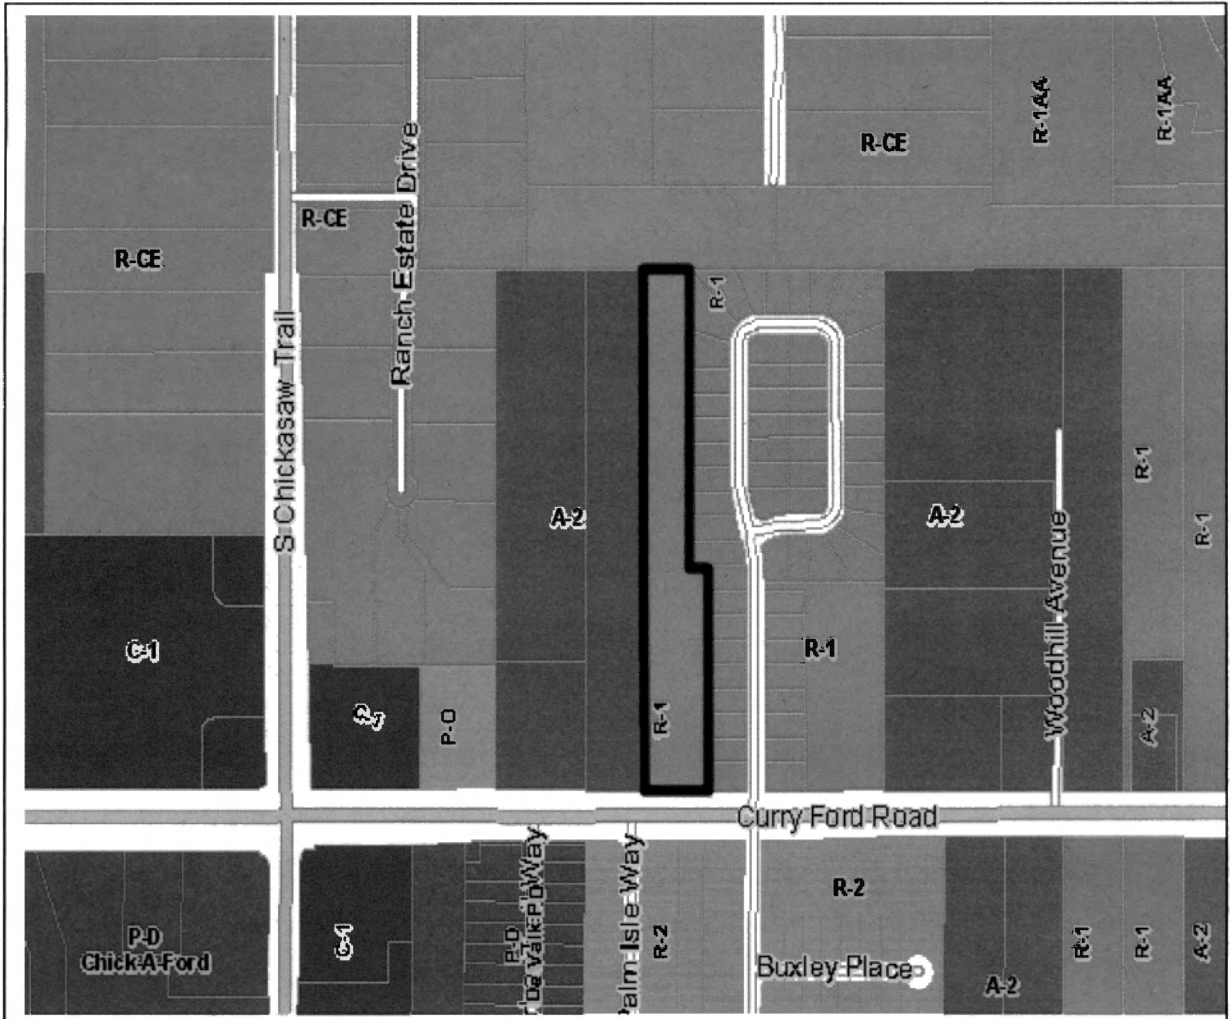 R-1AA
R-1AA
R-CE
R-CE
R-CE
Ranch Estate Drive
R-1
S Chickasaw Trail
A-2
A-2
R-1
R-1
Woodhill Avenue
C-1
R-1
R-1
P-O
A-2
Curry Ford Road
P-D
Chick-A-Ford
C-1
P-D
Way
Palm-Isle Way
R-2
R-2
Buxley Place
A-2
R-1
R-1
A-2